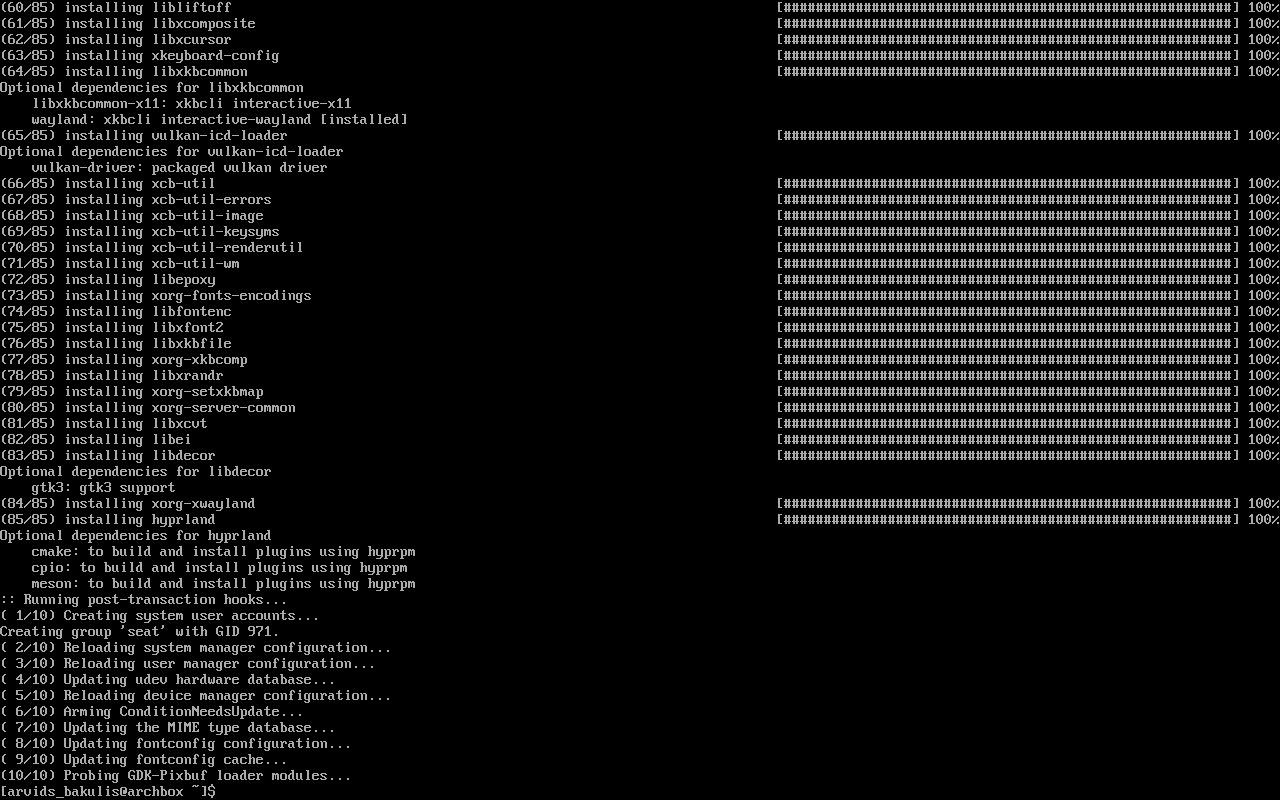 (60/85) installing libliftoff [##########################################################] 100%
(61/85) installing libxcomposite [##########################################################] 100%
(62/85) installing libxcursor [##########################################################] 100%
(63/85) installing xkeyboard-config [##########################################################] 100%
(64/85) installing libxkbcommon [##########################################################] 100%
Optional dependencies for libxkbcommon
    libxkbcommon-x11: xkbcli interactive-x11
    wayland: xkbcli interactive-wayland [installed]
(65/85) installing vulkan-icd-loader [##########################################################] 100%
Optional dependencies for vulkan-icd-loader
    vulkan-driver: packaged vulkan driver
(66/85) installing xcb-util [##########################################################] 100%
(67/85) installing xcb-util-errors [##########################################################] 100%
(68/85) installing xcb-util-image [##########################################################] 100%
(69/85) installing xcb-util-keysyms [##########################################################] 100%
(70/85) installing xcb-util-renderutil [##########################################################] 100%
(71/85) installing xcb-util-wm [##########################################################] 100%
(72/85) installing libepoxy [##########################################################] 100%
(73/85) installing xorg-fonts-encodings [##########################################################] 100%
(74/85) installing libfontenc [##########################################################] 100%
(75/85) installing libxfont2 [##########################################################] 100%
(76/85) installing libxkbfile [##########################################################] 100%
(77/85) installing xorg-xkbcomp [##########################################################] 100%
(78/85) installing libxrandr [##########################################################] 100%
(79/85) installing xorg-setxkbmap [##########################################################] 100%
(80/85) installing xorg-server-common [##########################################################] 100%
(81/85) installing libxcvt [##########################################################] 100%
(82/85) installing libei [##########################################################] 100%
(83/85) installing libdecor [##########################################################] 100%
Optional dependencies for libdecor
    gtk3: gtk3 support
(84/85) installing xorg-xwayland [##########################################################] 100%
(85/85) installing hyprland [##########################################################] 100%
Optional dependencies for hyprland
    cmake: to build and install plugins using hyprpm
    cpio: to build and install plugins using hyprpm
    meson: to build and install plugins using hyprpm
:: Running post-transaction hooks...
( 1/10) Creating system user accounts...
Creating group 'seat' with GID 971.
( 2/10) Reloading system manager configuration...
( 3/10) Reloading user manager configuration...
( 4/10) Updating udev hardware database...
( 5/10) Reloading device manager configuration...
( 6/10) Arming ConditionNeedsUpdate...
( 7/10) Updating the MIME type database...
( 8/10) Updating fontconfig configuration...
( 9/10) Updating fontconfig cache...
(10/10) Probing GDK-Pixbuf loader modules...
[arvids_bakulis@archbox ~]$